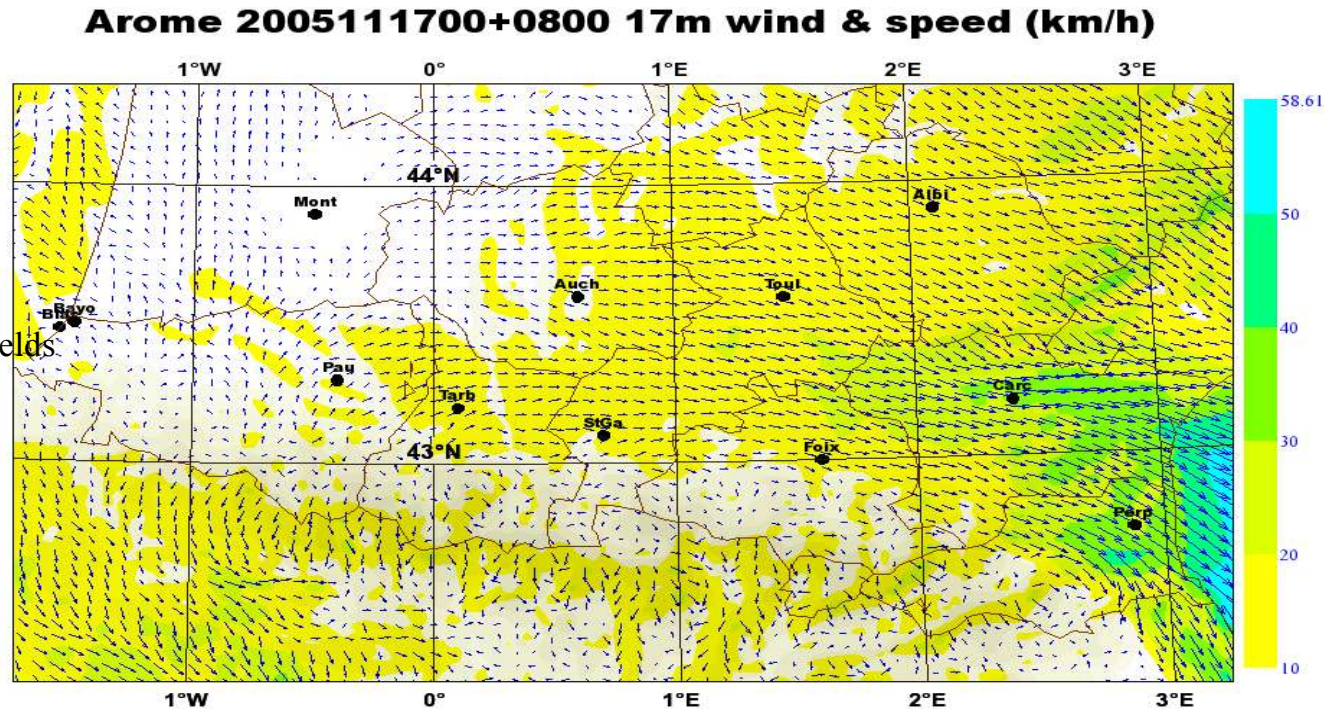 Arome 2005111700+0800 17m wind & speed (km/h)
1°W 0° 1°E 2°E 3°E
58.61
44°N
Albi
Mont
50
Auch Toul
Bayo
40
elds
Pau
Carc
Tarb
StGa
30
43°N
Foix
Perp
20
10
1°W 0° 1°E 2°E 3°E